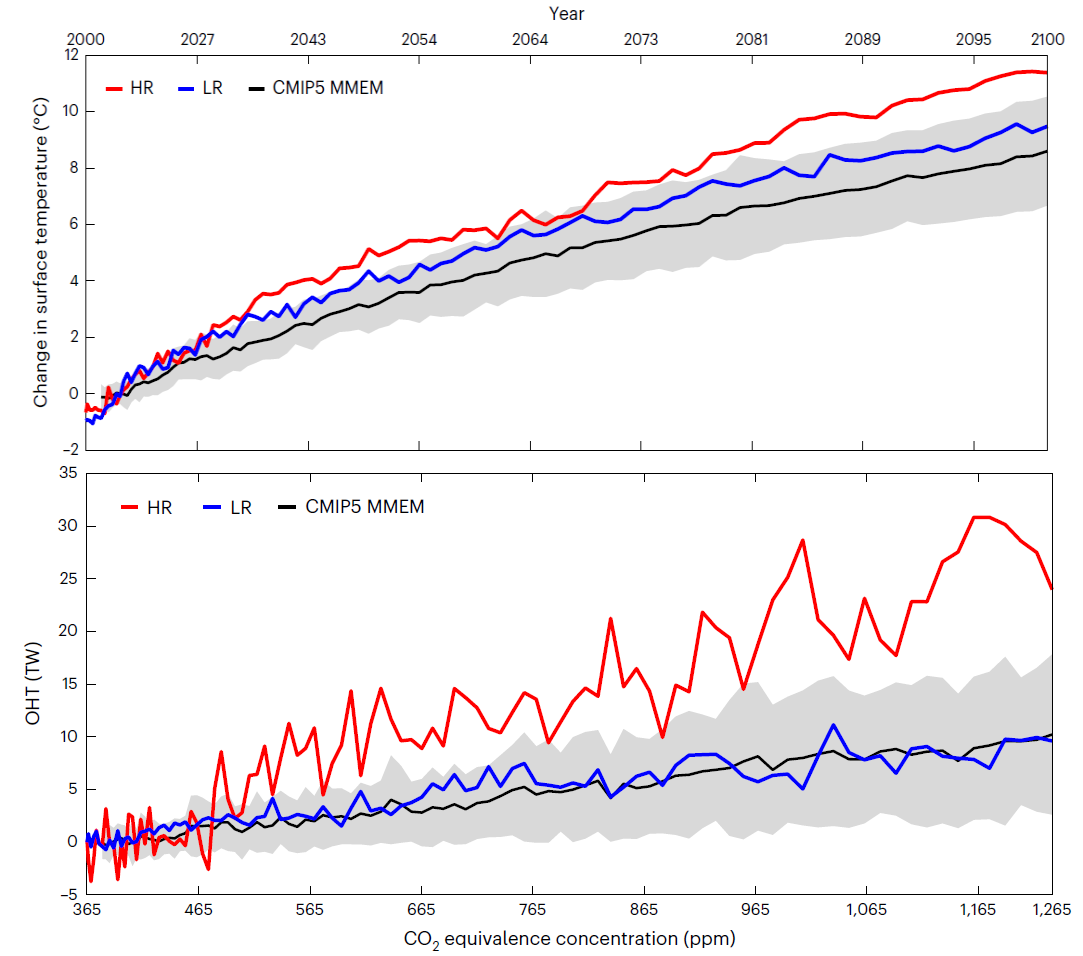 Year
2000 2027 2043 2054 2064 2073 2081 2089 2095 2100
Change in surface temperature (°C)
12
10
8
6
4
2
0
–2
HR LR CMIP5 MMEM
OHT (TW)
35
30
25
20
15
10
5
0
–5
HR LR CMIP5 MMEM
365 465 565 665 765 865 965 1,065 1,165 1,265
CO2 equivalence concentration (ppm)